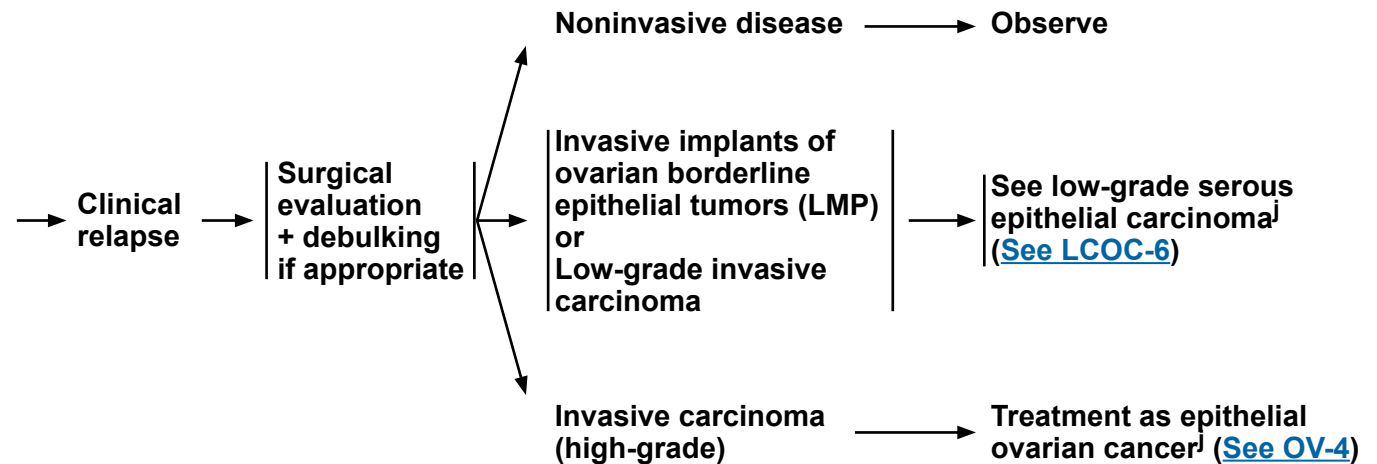 Noninvasive disease
Observe
Clinical
relapse
Surgical
evaluation
+ debulking
if appropriate
Invasive implants of
ovarian borderline
epithelial tumors (LMP)
or
Low-grade invasive
carcinoma
See low-grade serous
epithelial carcinomaʲ
(See LCOC-6)
Invasive carcinoma
(high-grade)
Treatment as epithelial
ovarian cancerʲ (See OV-4)